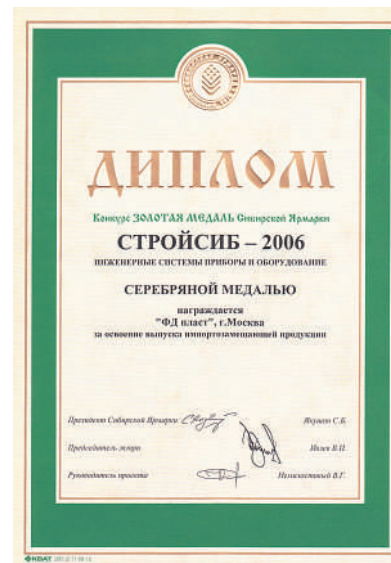 ДИПЛОМ
Конкурс ЗОЛОТАЯ МЕДАЛЬ Сибирской Ярмарки
СТРОЙСИБ – 2006
ИНЖЕНЕРНЫЕ СИСТЕМЫ ПРИБОРЫ И ОБОРУДОВАНИЕ
СЕРЕБРЯНОЙ МЕДАЛЬЮ
награждается
"ФД пласт", г.Москва
за освоение выпуска импортозамещающей продукции
Президент Сибирской Ярмарки Якушин С.Б.
Председатель жюри В.П.
Руководитель проекта В.Г.